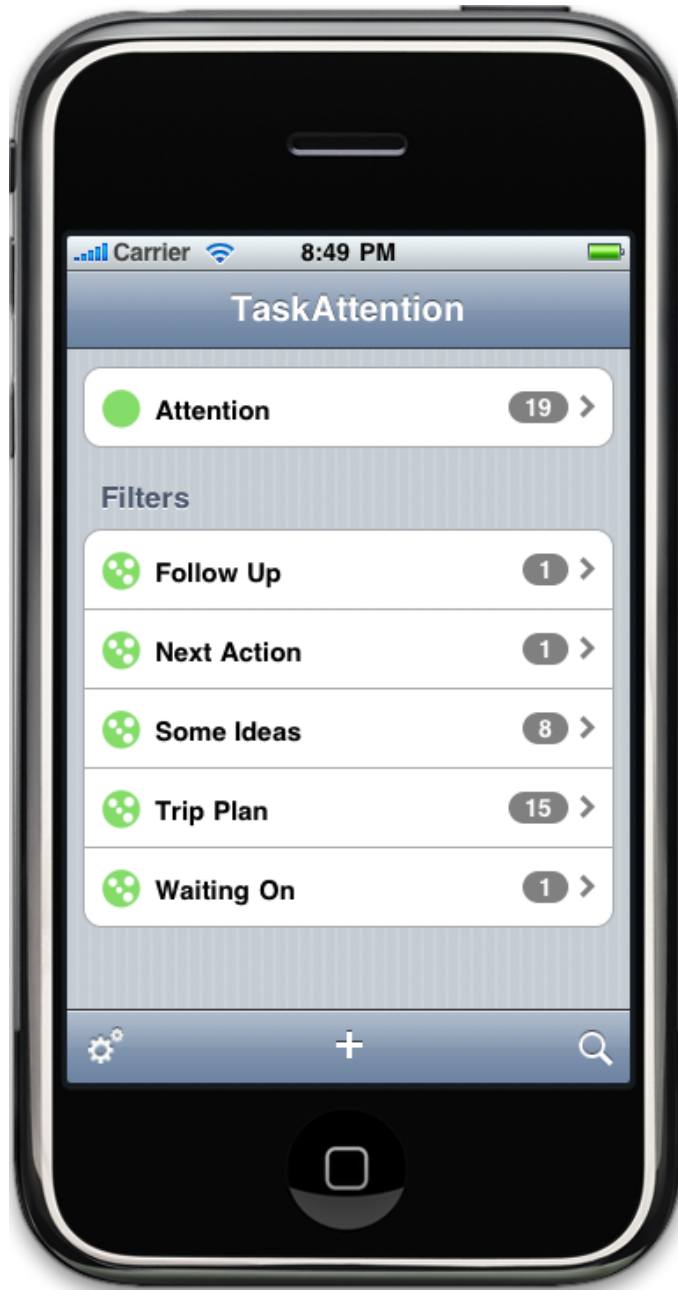 Carrier 8:49 PM
TaskAttention
Attention 19
Filters
Follow Up 1
Next Action 1
Some Ideas 8
Trip Plan 15
Waiting On 1
+